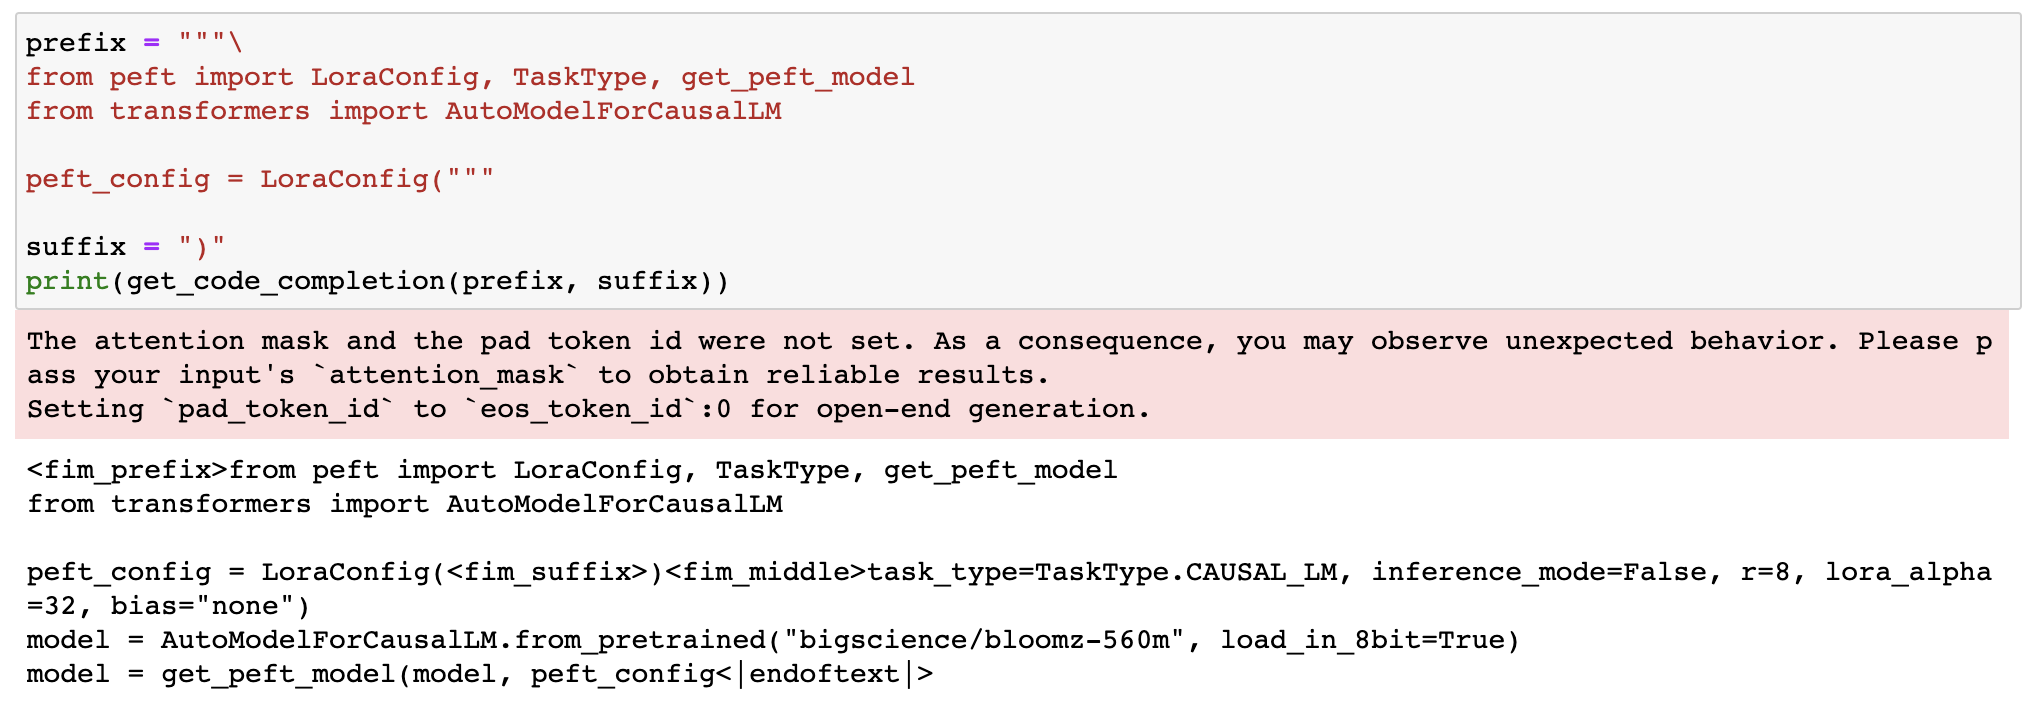 prefix = """\
from peft import LoraConfig, TaskType, get_peft_model
from transformers import AutoModelForCausalLM
peft_config = LoraConfig("""
suffix = ")"
print(get_code_completion(prefix, suffix))
The attention mask and the pad token id were not set. As a consequence, you may observe unexpected behavior. Please p
ass your input's `attention_mask` to obtain reliable results.
Setting `pad_token_id` to `eos_token_id`:0 for open-end generation.
<fim_prefix>from peft import LoraConfig, TaskType, get_peft_model
from transformers import AutoModelForCausalLM
peft_config = LoraConfig(<fim_suffix>)<fim_middle>task_type=TaskType.CAUSAL_LM, inference_mode=False, r=8, lora_alpha
=32, bias="none")
model = AutoModelForCausalLM.from_pretrained("bigscience/bloomz-560m", load_in_8bit=True)
model = get_peft_model(model, peft_config<|endoftext|>